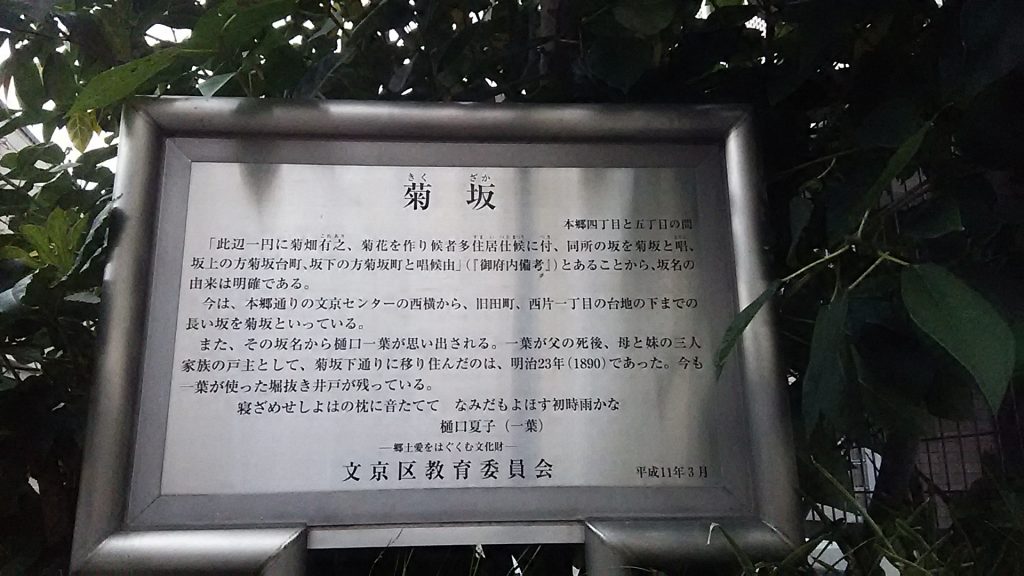 きく ざか
菊坂
本郷四丁目と五丁目の間
「此辺一円に菊畑有之、菊花を作り候者多住居仕候に付、同所の坂を菊坂と唱、
坂上の方菊坂台町、坂下の方菊坂町と唱候由」(『御府内備考』)とあることから、坂名の
由来は明確である。
今は、本郷通りの文京センターの西横から、旧田町、西片一丁目の台地の下までの
長い坂を菊坂といっている。
また、その坂名から樋口一葉が思い出される。一葉が父の死後、母と妹の三人
家族の戸主として、菊坂下通りに移り住んだのは、明治23年(1890)であった。今も
一葉が使った堀抜き井戸が残っている。
寝ざめせしよはの枕に音たてて なみだもよほす初時雨かな
樋口夏子(一葉)
―郷土愛をはぐくむ文化財―
文京区教育委員会
平成11年3月